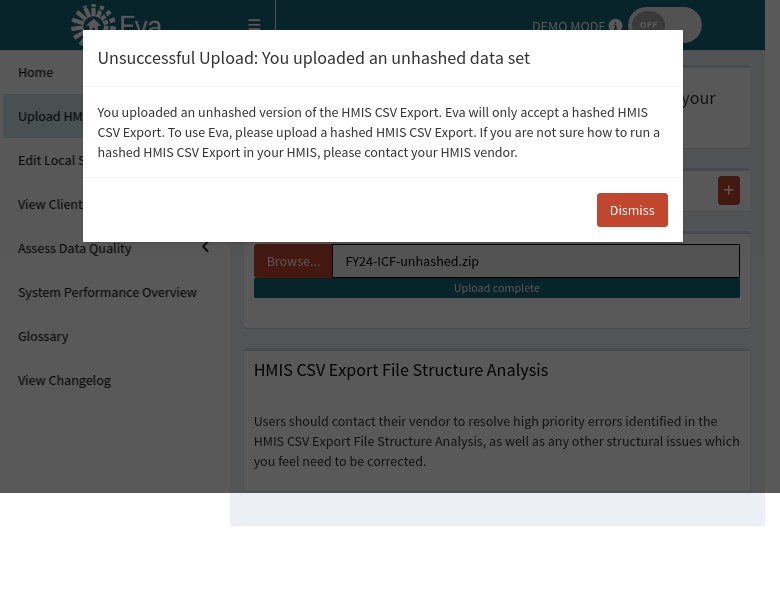 Eva
DEMO MODE
OFF
Unsuccessful Upload: You uploaded an unhashed data set
You uploaded an unhashed version of the HMIS CSV Export. Eva will only accept a hashed HMIS
CSV Export. To use Eva, please upload a hashed HMIS CSV Export. If you are not sure how to run a
hashed HMIS CSV Export in your HMIS, please contact your HMIS vendor.
Dismiss
Home
Upload HM
Edit Local S
View Client
Assess Data Quality
System Performance Overview
Glossary
View Changelog
your
+
Browse...
FY24-ICF-unhashed.zip
Upload complete
HMIS CSV Export File Structure Analysis
Users should contact their vendor to resolve high priority errors identified in the
HMIS CSV Export File Structure Analysis, as well as any other structural issues which
you feel need to be corrected.